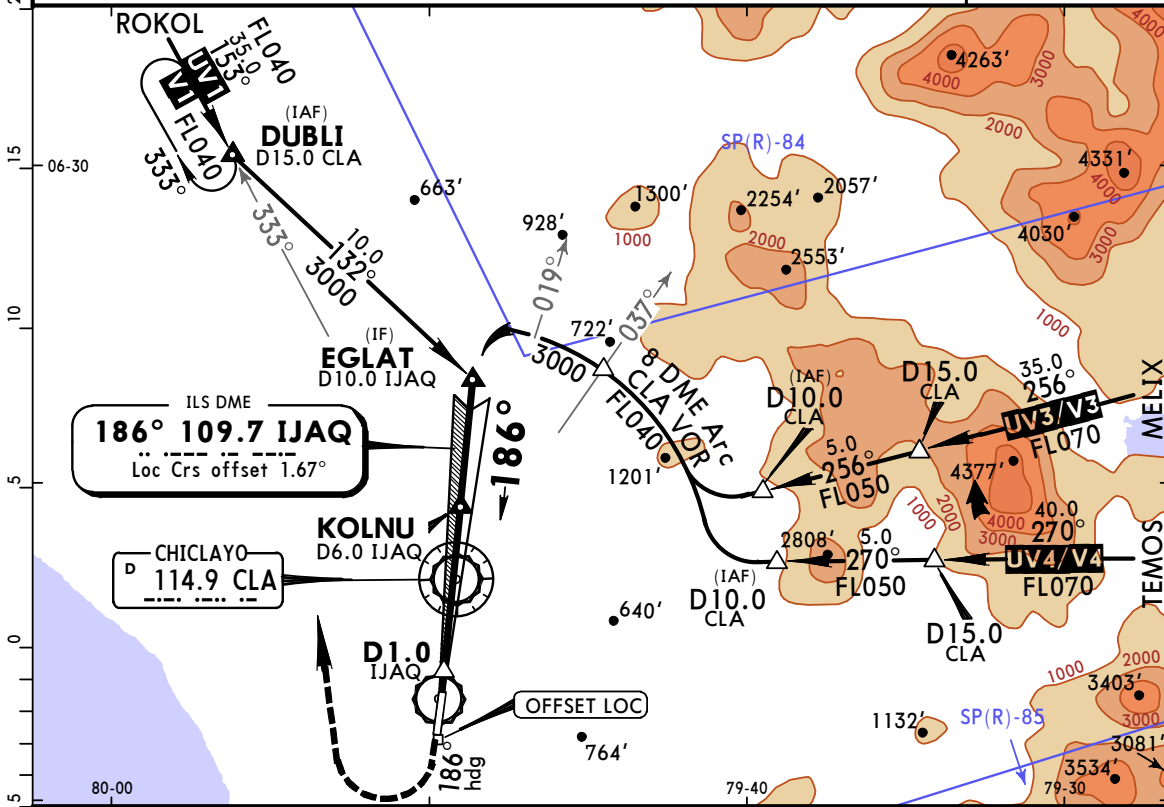 ROKOL
FL040
35.0
153°
UV1
V1
FL040
333°
(IAF)
DUBLI
D15.0 CLA
333°
10.0
132°
3000
(IF)
EGLAT
D10.0 IJAQ
ILS DME
186° 109.7 IJAQ
Loc Crs offset 1.67°
186°
KOLNU
D6.0 IJAQ
CHICLAYO
D 114.9 CLA
D1.0
IJAQ
OFFSET LOC
186°
hdg
663'
928'
019°
722'
037°
3000
FL040
8 DME Arc
CLA VOR
1201'
1300'
1000
SP(R)-84
2254'
2057'
2000
2553'
4263'
4000
3000
2000
4000
4331'
4000
4030'
3000
1000
(IAF)
D10.0
CLA
D15.0
CLA
35.0
256°
UV3/V3
FL070
MELIX
5.0
256°
FL050
4377'
1000
2000
4000
3000
40.0
270°
UV4/V4
FL070
TEMOS
2808'
5.0
270°
FL050
(IAF)
D10.0
CLA
D15.0
CLA
640'
764'
1132'
SP(R)-85
1000
2000
3403'
3000
3081'
3534'
06-30
15
10
5
0
5
80-00
79-40
79-30